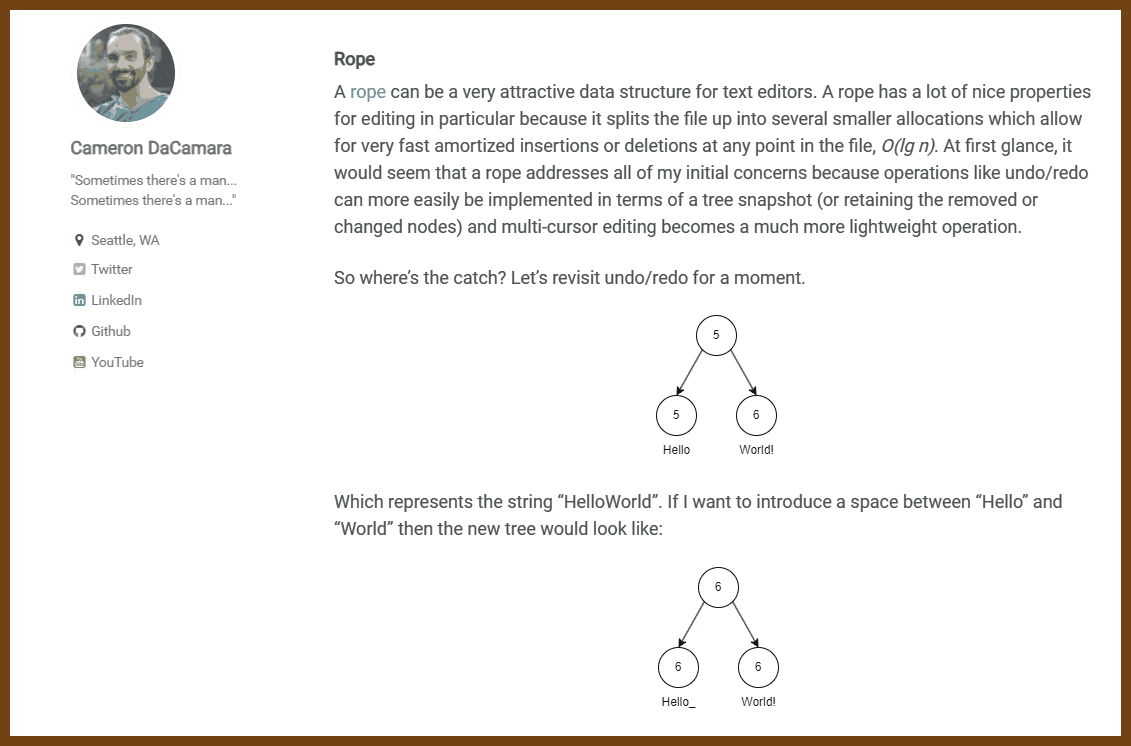 Cameron DaCamara
"Sometimes there's a man...
Sometimes there's a man..."
Seattle, WA
Twitter
LinkedIn
Github
YouTube
Rope
A rope can be a very attractive data structure for text editors. A rope has a lot of nice properties
for editing in particular because it splits the file up into several smaller allocations which allow
for very fast amortized insertions or deletions at any point in the file, O(lg n). At first glance, it
would seem that a rope addresses all of my initial concerns because operations like undo/redo
can more easily be implemented in terms of a tree snapshot (or retaining the removed or
changed nodes) and multi-cursor editing becomes a much more lightweight operation.
So where’s the catch? Let’s revisit undo/redo for a moment.
5
5 6
Hello World!
Which represents the string “HelloWorld”. If I want to introduce a space between “Hello” and
“World” then the new tree would look like:
6
6 6
Hello_ World!